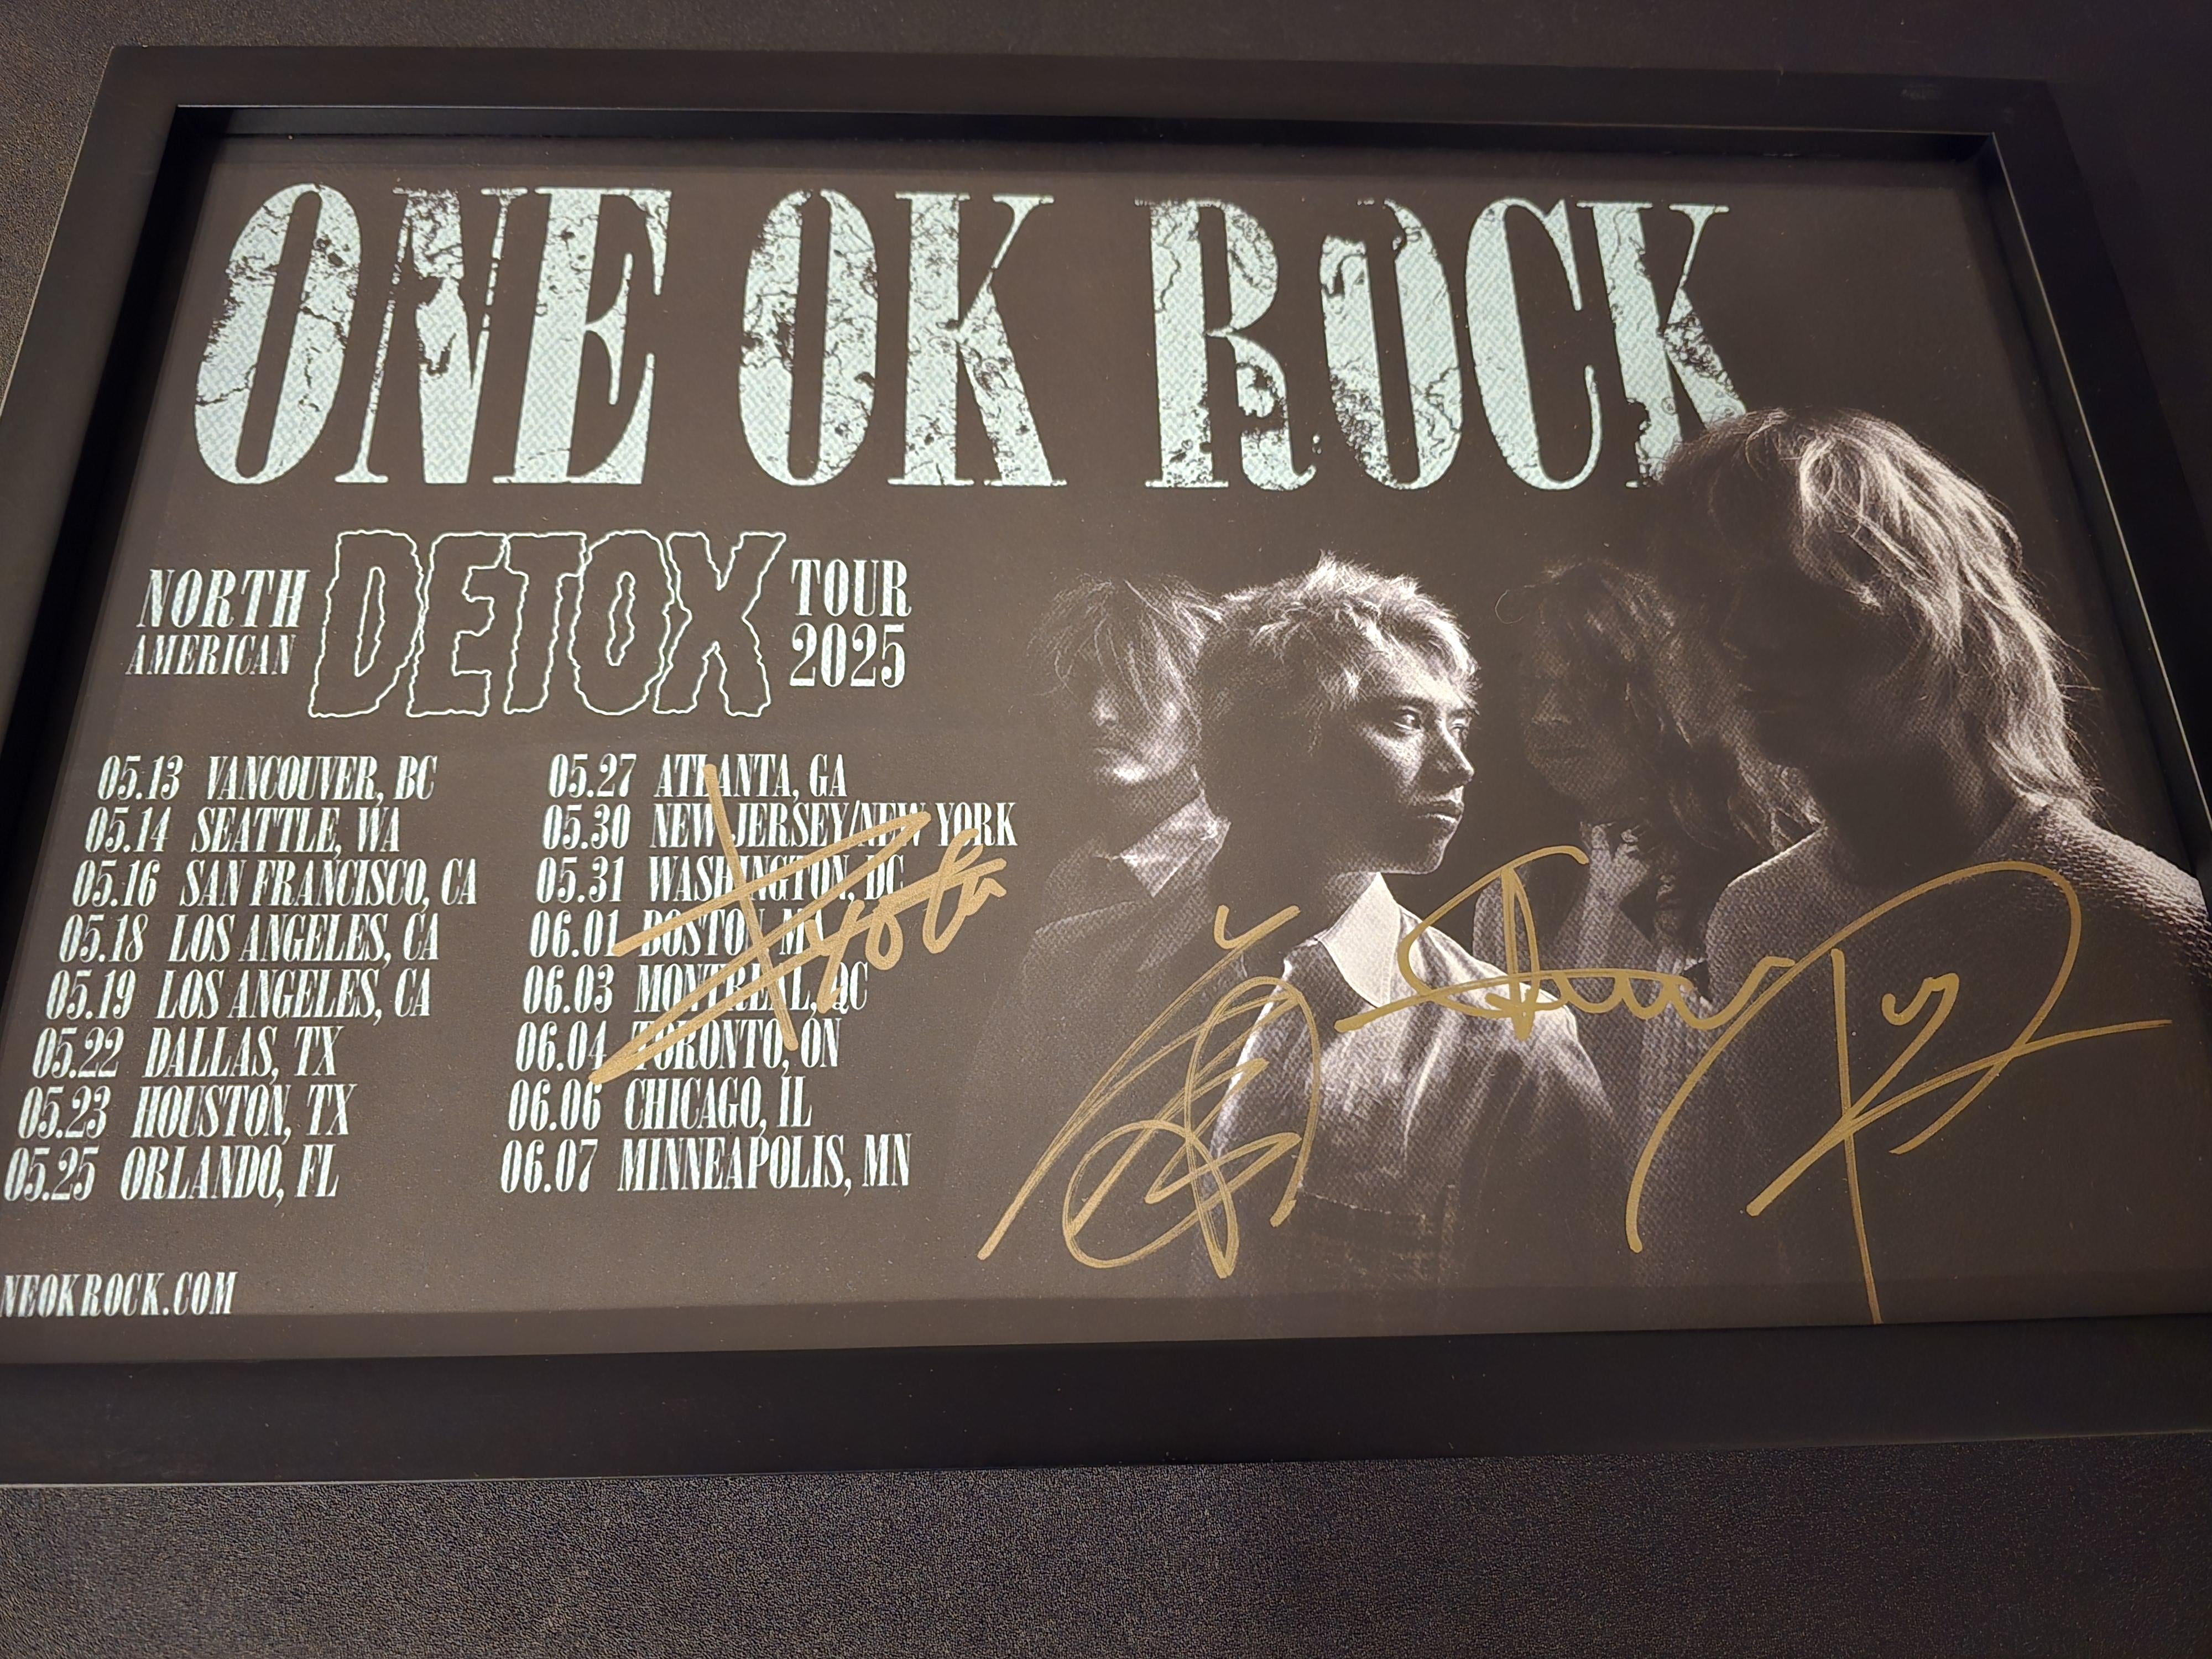 ONE OK ROCK
NORTH AMERICAN DETOX TOUR 2025
05.13 VANCOUVER, BC
05.14 SEATTLE, WA
05.16 SAN FRANCISCO, CA
05.18 LOS ANGELES, CA
05.19 LOS ANGELES, CA
05.22 DALLAS, TX
05.23 HOUSTON, TX
05.25 ORLANDO, FL
05.27 ATLANTA, GA
05.30 NEW JERSEY/NEW YORK
05.31 WASHINGTON, DC
06.01 BOSTON, MA
06.03 MONTREAL, QC
06.04 TORONTO, ON
06.06 CHICAGO, IL
06.07 MINNEAPOLIS, MN
NEOKROCK.COM